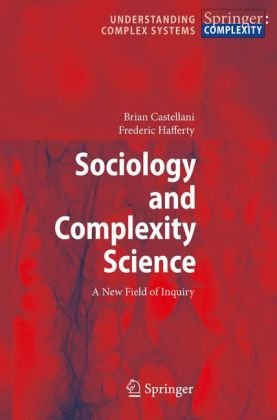 UNDERSTANDING
COMPLEX SYSTEMS
Springer:
COMPLEXITY
Brian Castellani
Frederic Hafferty
Sociology
and
Complexity
Science
A New Field of Inquiry
Springer